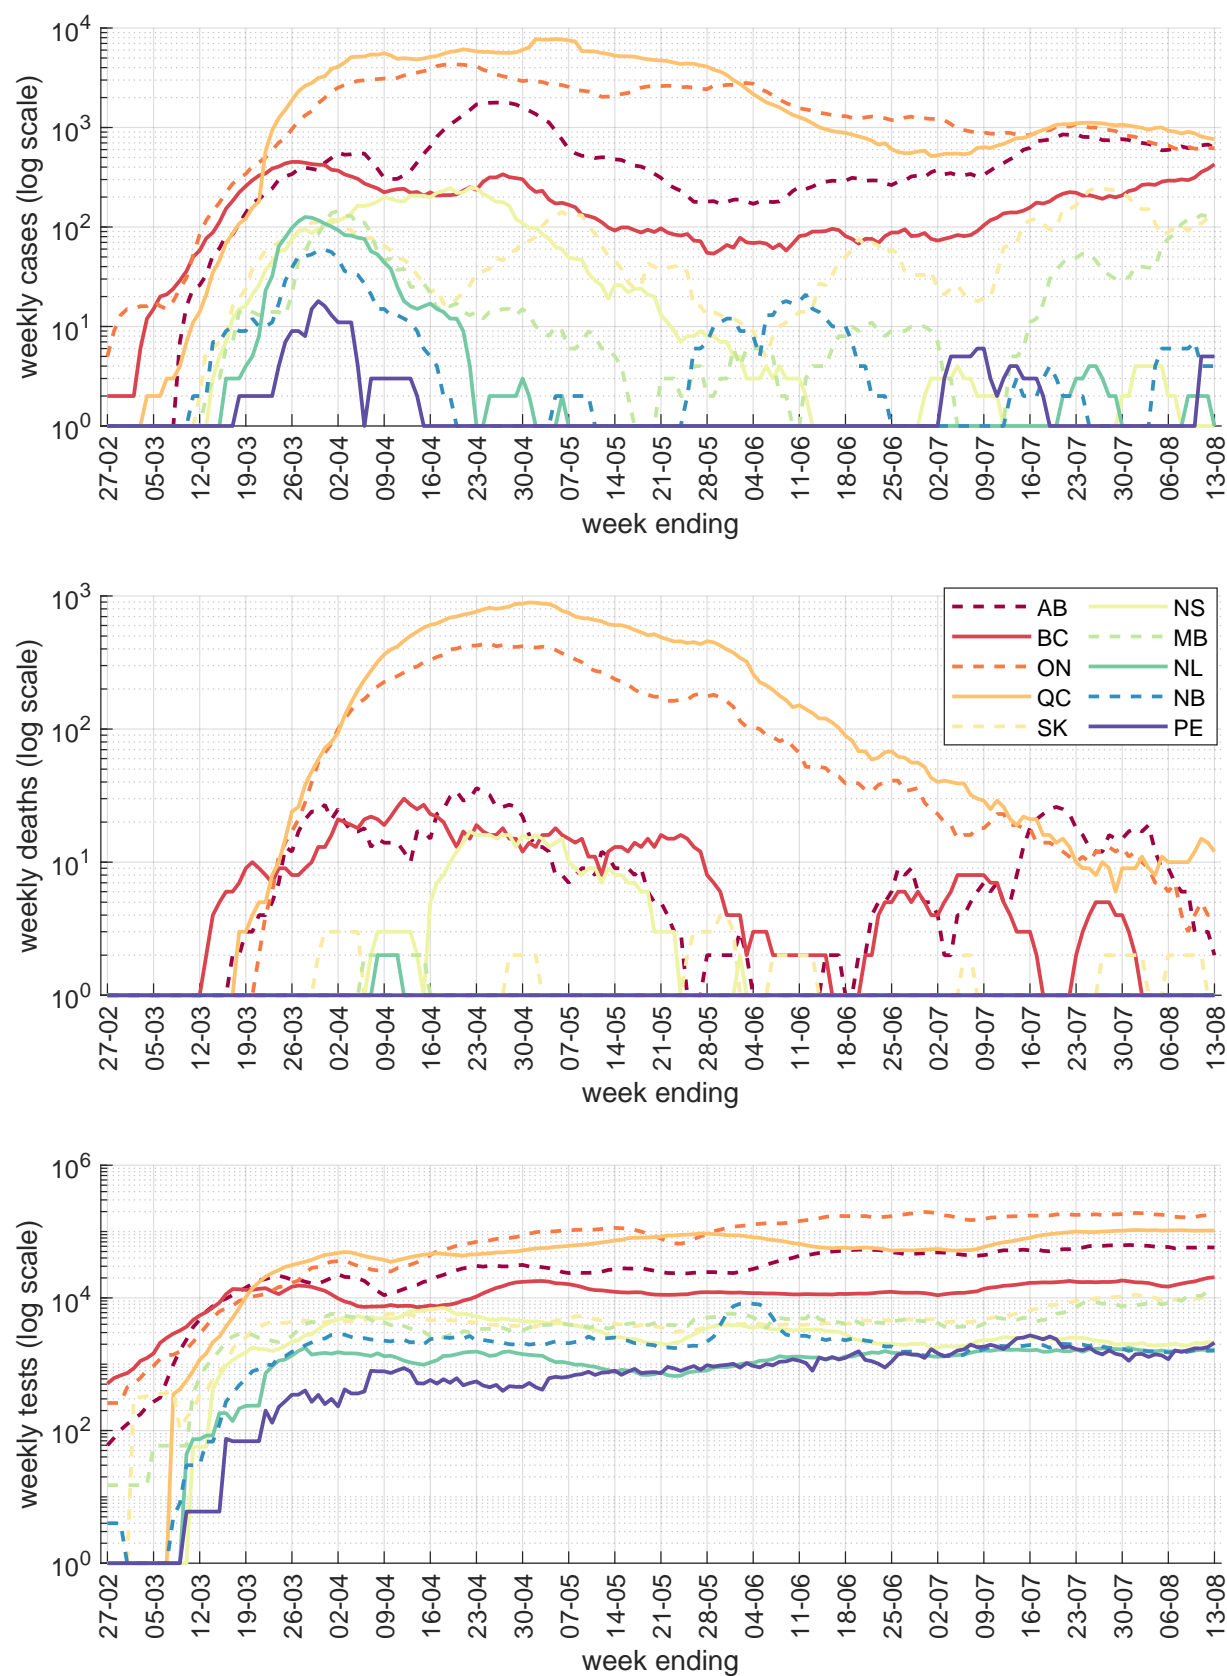 weekly cases (log scale)
10^4
10^3
10^2
10^1
10^0
27-02 05-03 12-03 19-03 26-03 02-04 09-04 16-04 23-04 30-04 07-05 14-05 21-05 28-05 04-06 11-06 18-06 25-06 02-07 09-07 16-07 23-07 30-07 06-08 13-08
week ending
weekly deaths (log scale)
10^3
10^2
10^1
10^0
AB NS
BC MB
ON NL
QC NB
SK PE
27-02 05-03 12-03 19-03 26-03 02-04 09-04 16-04 23-04 30-04 07-05 14-05 21-05 28-05 04-06 11-06 18-06 25-06 02-07 09-07 16-07 23-07 30-07 06-08 13-08
week ending
weekly tests (log scale)
10^6
10^4
10^2
10^0
27-02 05-03 12-03 19-03 26-03 02-04 09-04 16-04 23-04 30-04 07-05 14-05 21-05 28-05 04-06 11-06 18-06 25-06 02-07 09-07 16-07 23-07 30-07 06-08 13-08
week ending